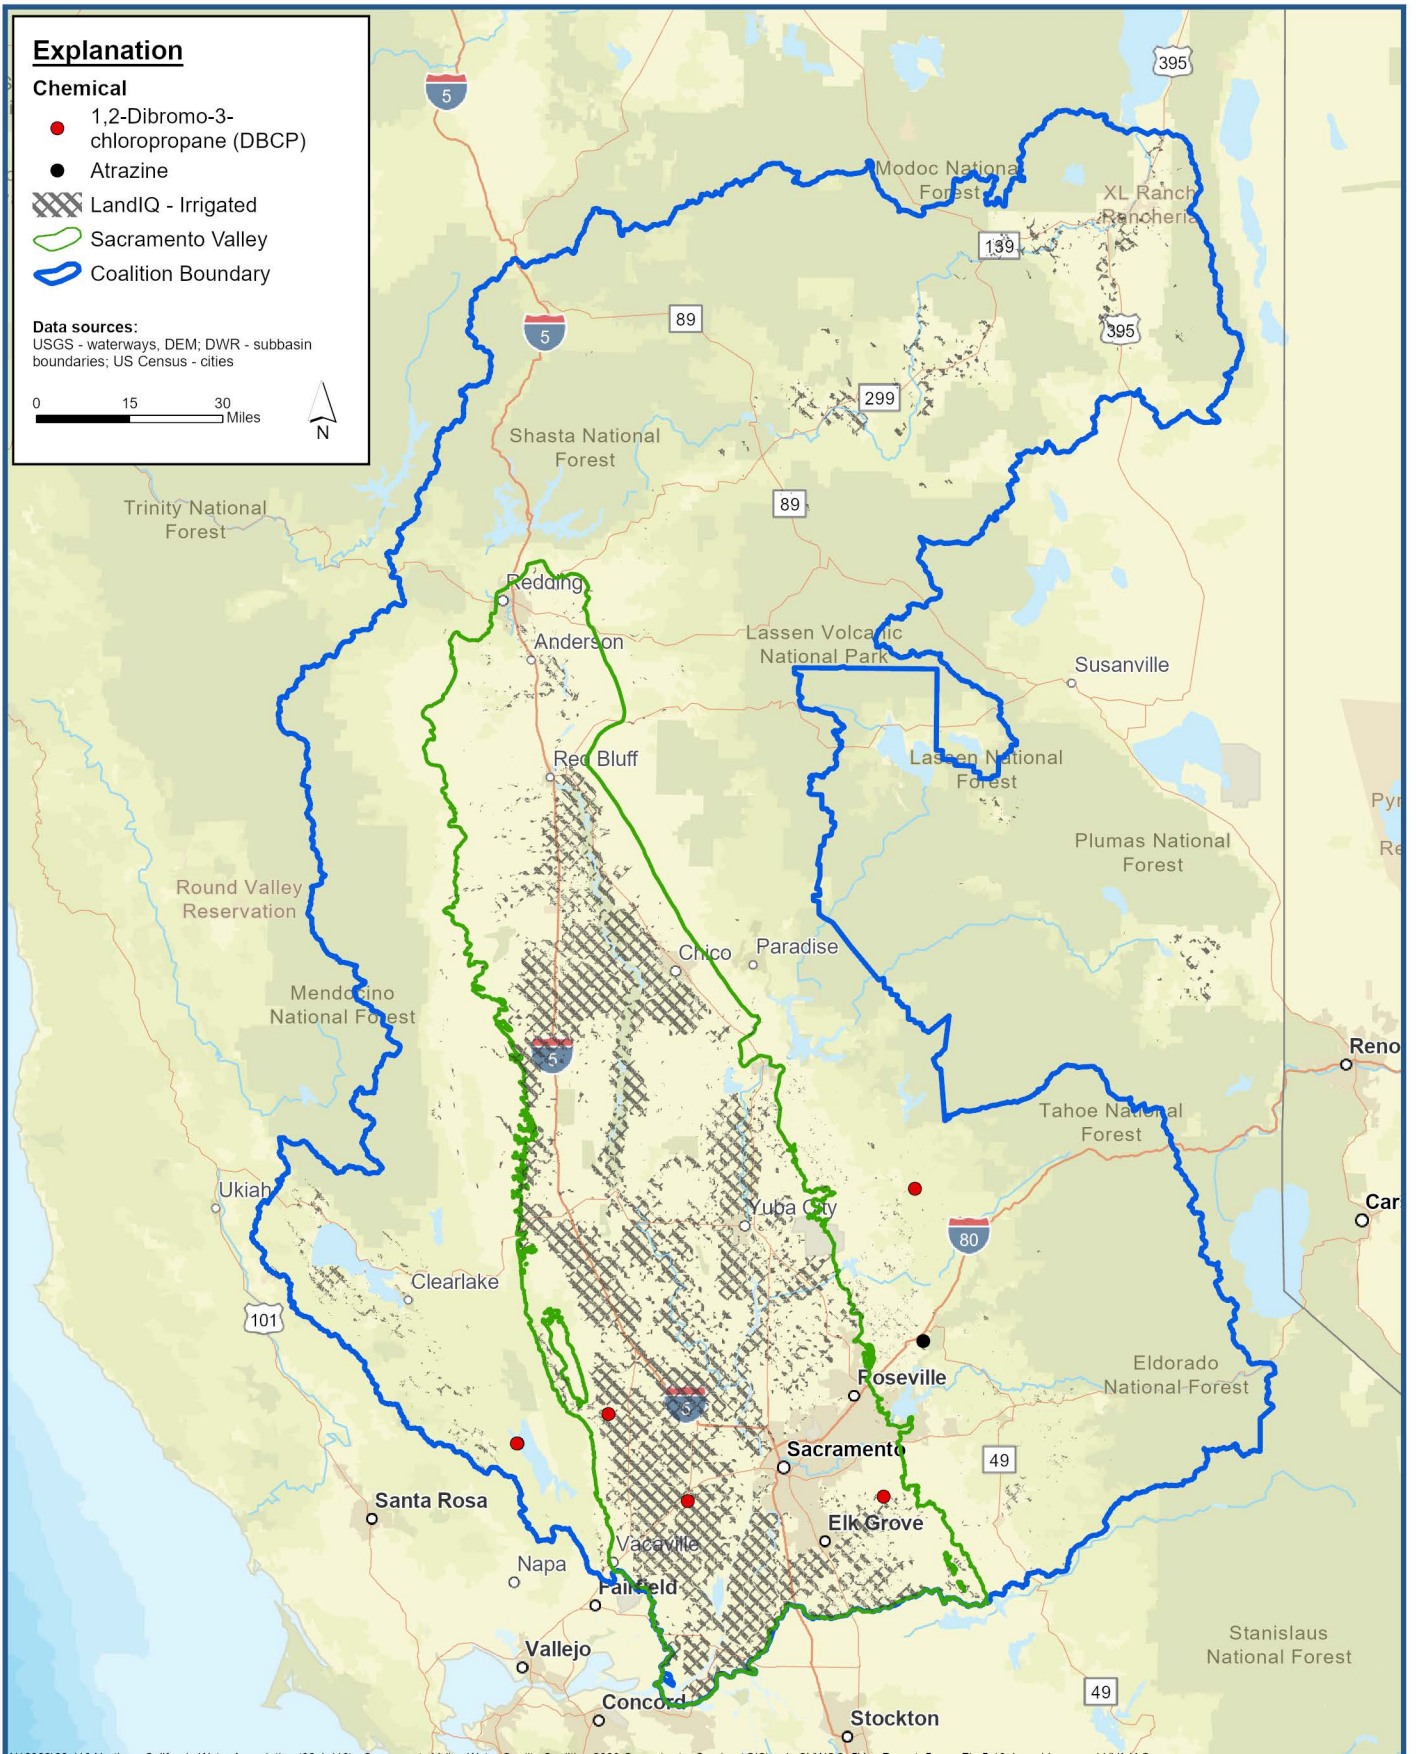 Explanation
Chemical
1,2-Dibromo-3-
chloropropane (DBCP)
Atrazine
LandIQ - Irrigated
Sacramento Valley
Coalition Boundary
Data sources:
USGS - waterways, DEM; DWR - subbasin
boundaries; US Census - cities
0 15 30
Miles
N
5
395
Modoc National
Forest
XL Ranch
Rancheria
139
89
5
395
299
Shasta National
Forest
89
Trinity National
Forest
Redding
Anderson
Lassen Volcanic
National Park
Susanville
Red Bluff
Lassen National
Forest
Plumas National
Forest
Round Valley
Reservation
Chico
Paradise
Mendocino
National Forest
5
Reno
Tahoe National
Forest
Ukiah
Yuba City
80
Clearlake
101
Eldorado
National Forest
Roseville
5
Sacramento
49
Santa Rosa
Elk Grove
Vacaville
Napa
Fairfield
Vallejo
Stanislaus
National Forest
49
Concord
Stockton